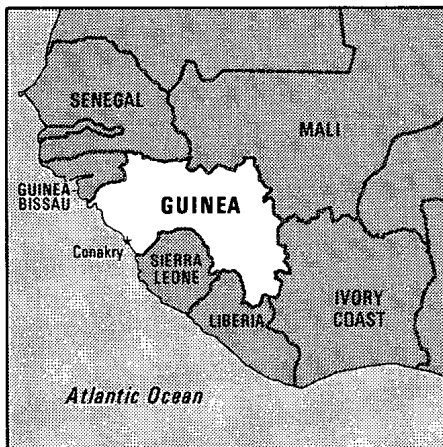 SENEGAL
MALI
GUINEA
BISSAU
GUINEA
Conakry
SIERRA
LEONE
LIBERIA
IVORY
COAST
Atlantic Ocean